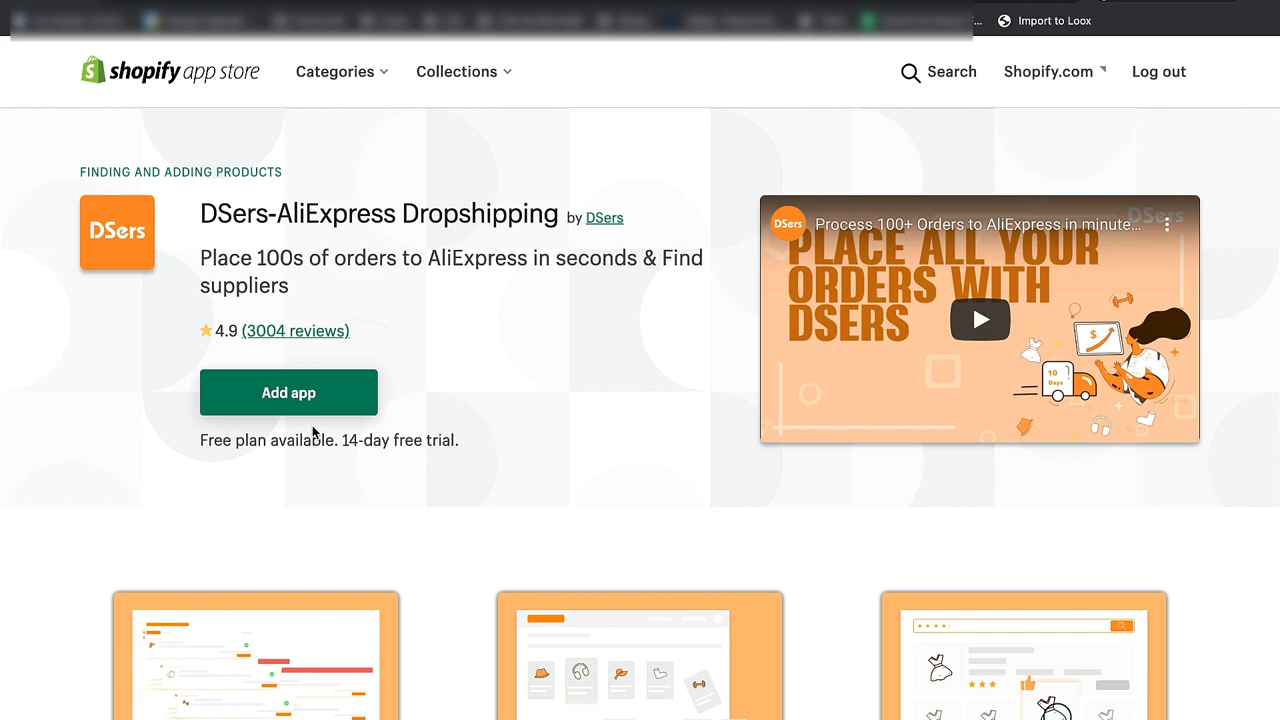 Import to Loox
shopify app store
Categories
Collections
Search
Shopify.com
Log out
FINDING AND ADDING PRODUCTS
DSers
DSers-AliExpress Dropshipping by DSers
Place 100s of orders to AliExpress in seconds & Find
suppliers
4.9 (3004 reviews)
Add app
Free plan available. 14-day free trial.
DSers
Process 100+ Orders to AliExpress in minute...
DSers
PLACE ALL YOUR
ORDERS WITH
DSERS
$
10
Days